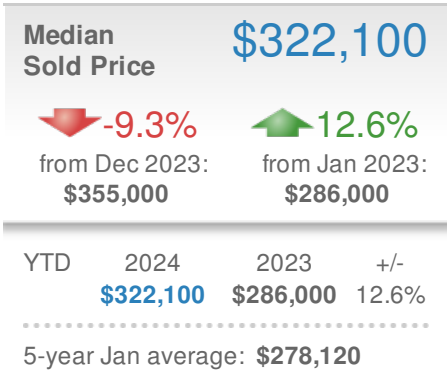 Median
Sold Price
$322,100
-9.3%
from Dec 2023:
$355,000
12.6%
from Jan 2023:
$286,000
YTD 2024 2023 +/-
$322,100 $286,000 12.6%
5-year Jan average: $278,120